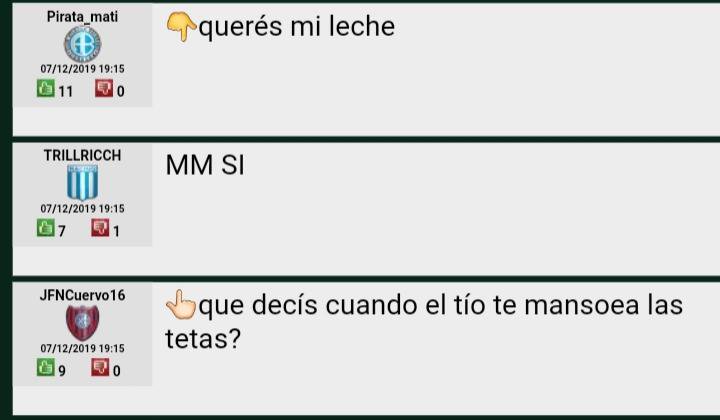 Pirata_mati
07/12/2019 19:15
11 0
👇querés mi leche
TRILLRICCH
07/12/2019 19:15
7 1
MM SI
JFNCuervo16
07/12/2019 19:15
9 0
👆que decís cuando el tío te mansoea las
tetas?